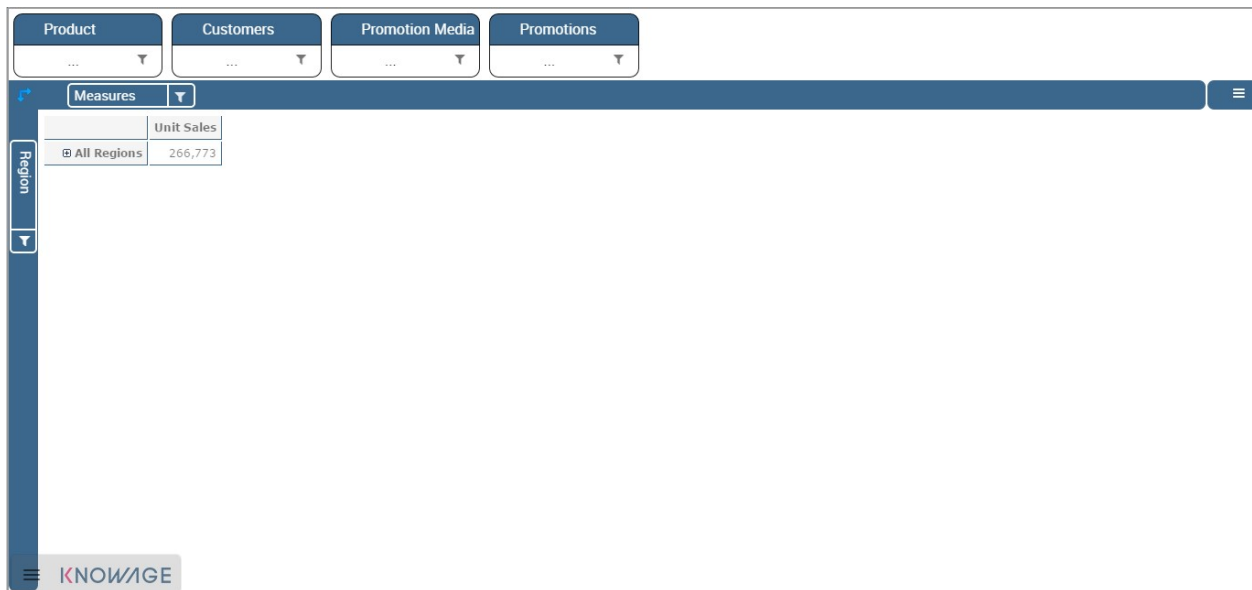 Product Customers Promotion Media Promotions
... ... ... ...
Measures
Unit Sales
All Regions 266,773
Region
KNOWAGE